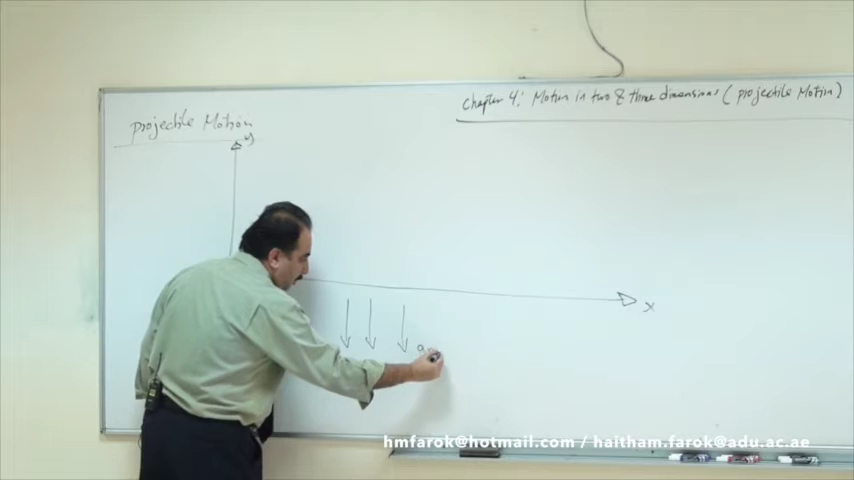 Chapter 4: Motion in two & three dimensions (projectile Motion)
projectile Motion
y
x
a
hmfarok@hotmail.com / haitham.farok@adu.ac.ae